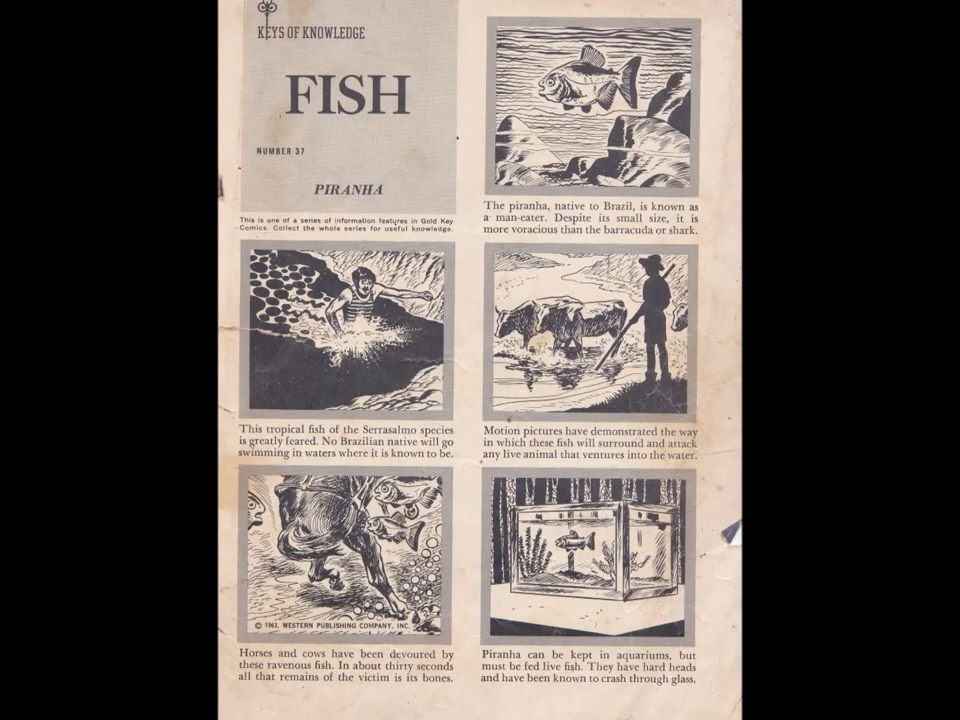 KEYS OF KNOWLEDGE
FISH
NUMBER 37
PIRANHA
This is one of a series of information features in Gold Key
Comics. Collect the whole series for useful knowledge.
The piranha, native to Brazil, is known as
a man-eater. Despite its small size, it is
more voracious than the barracuda or shark.
This tropical fish of the Serrasalmo species
is greatly feared. No Brazilian native will go
swimming in waters where it is known to be.
Motion pictures have demonstrated the way
in which these fish will surround and attack
any live animal that ventures into the water.
© 1963, WESTERN PUBLISHING COMPANY, INC.
Horses and cows have been devoured by
these ravenous fish. In about thirty seconds
all that remains of the victim is its bones.
Piranha can be kept in aquariums, but
must be fed live fish. They have hard heads
and have been known to crash through glass.